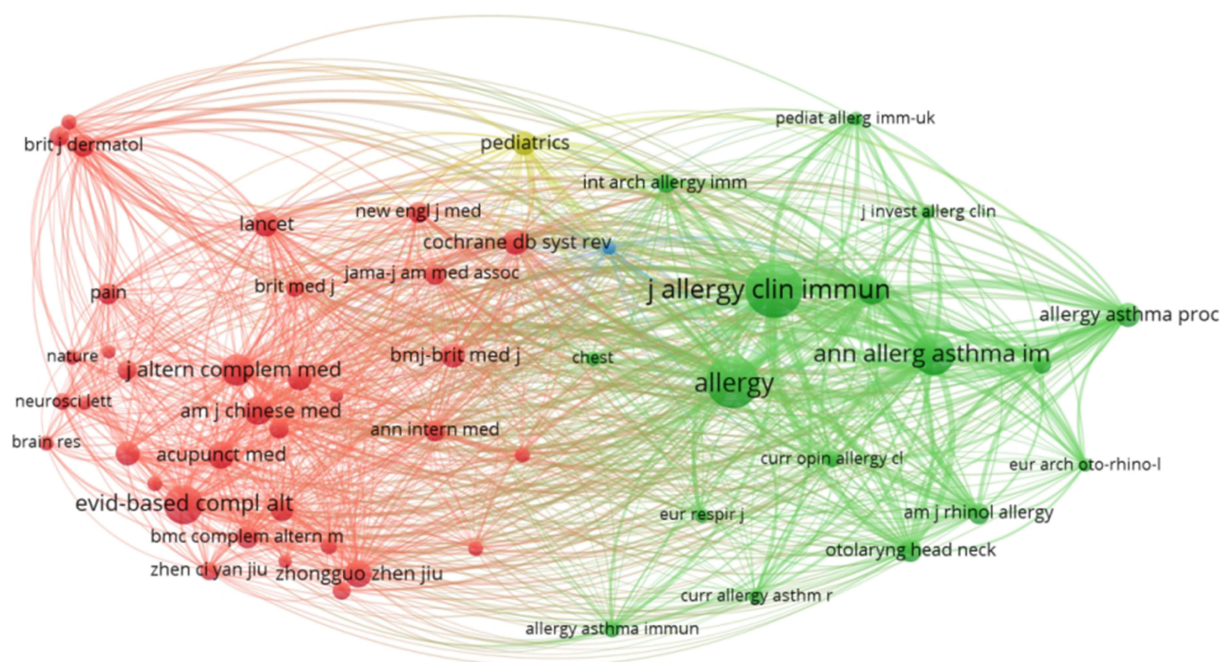 pediat allerg imm-uk
brit j dermatol
pediatrics
int arch allergy imm
new engl j med
j invest allerg clin
lancet
cochrane db syst rev
jama-j am med assoc
brit med j
pain
j allergy clin immun
allergy asthma proc
nature
bmj-brit med j
chest
ann allerg asthma im
j altern complem med
allergy
neurosci lett
am j chinese med
ann intern med
brain res
acupunct med
curr opin allergy cl
eur arch oto-rhino-l
evid-based compl alt
eur respir j
am j rhinol allergy
bmc complem altern m
otolaryng head neck
zhen ci yan jiu
zhongguo zhen jiu
curr allergy asthm r
allergy asthma immun